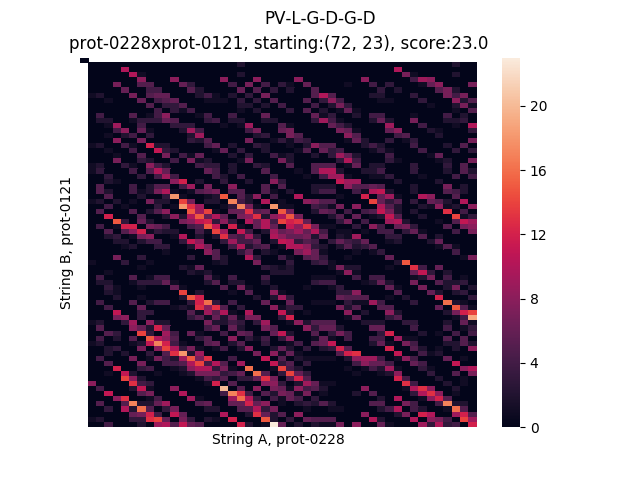 PV-L-G-D-G-D
prot-0228xprot-0121, starting:(72, 23), score:23.0
String B, prot-0121
String A, prot-0228
20
16
12
8
4
0